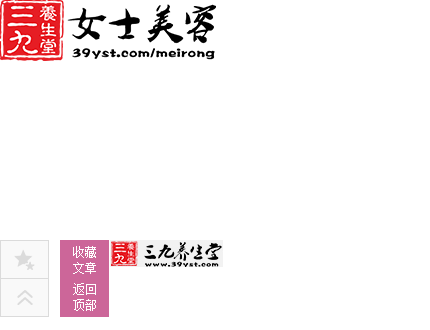 三九
養生堂
女士美容
39yst.com/meirong
收藏
文章
返回
顶部
三九
養生堂
三九养生堂
www.39yst.com